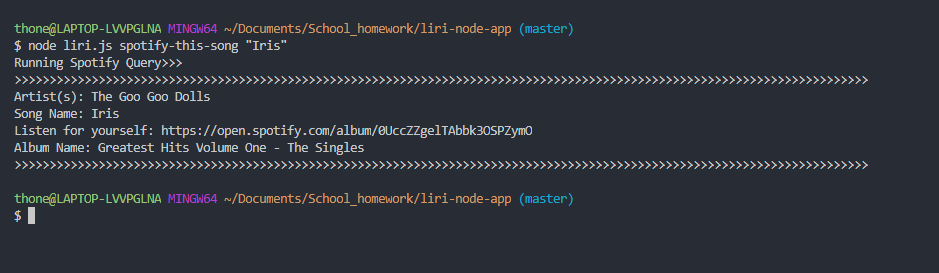 thone@LAPTOP-LVVPGLNA MINGW64 ~/Documents/School_homework/liri-node-app (master)
$ node liri.js spotify-this-song "Iris"
Running Spotify Query>>>
>>>>>>>>>>>>>>>>>>>>>>>>>>>>>>>>>>>>>>>>>>>>>>>>>>>>>>>>>>>>>>>>>>>>>>>>>>>>>>>>>>>>>>>>>>>>>>>>>>>>>>>>>>>>>>>>>>>>>>>>>>
Artist(s): The Goo Goo Dolls
Song Name: Iris
Listen for yourself: https://open.spotify.com/album/0UccZZgelTAbbk3OSPZymO
Album Name: Greatest Hits Volume One - The Singles
>>>>>>>>>>>>>>>>>>>>>>>>>>>>>>>>>>>>>>>>>>>>>>>>>>>>>>>>>>>>>>>>>>>>>>>>>>>>>>>>>>>>>>>>>>>>>>>>>>>>>>>>>>>>>>>>>>>>>>>>>>
thone@LAPTOP-LVVPGLNA MINGW64 ~/Documents/School_homework/liri-node-app (master)
$